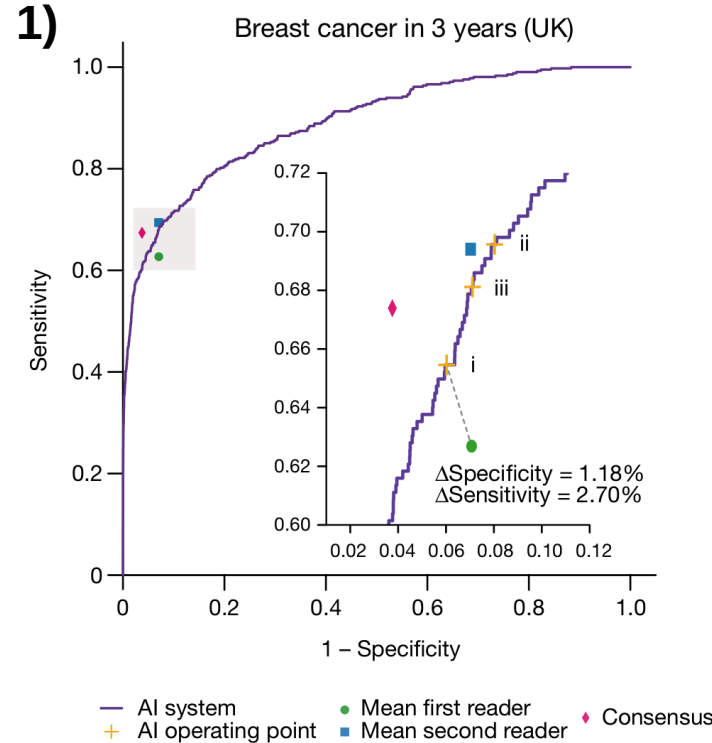 1)
Breast cancer in 3 years (UK)
1.0
0.8
0.6
0.4
0.2
0
Sensitivity
0.72
0.70
0.68
0.66
0.64
0.62
0.60
ii
iii
i
ΔSpecificity = 1.18%
ΔSensitivity = 2.70%
0.02 0.04 0.06 0.08 0.10 0.12
0 0.2 0.4 0.6 0.8 1.0
1 – Specificity
AI system
AI operating point
Mean first reader
Mean second reader
Consensus